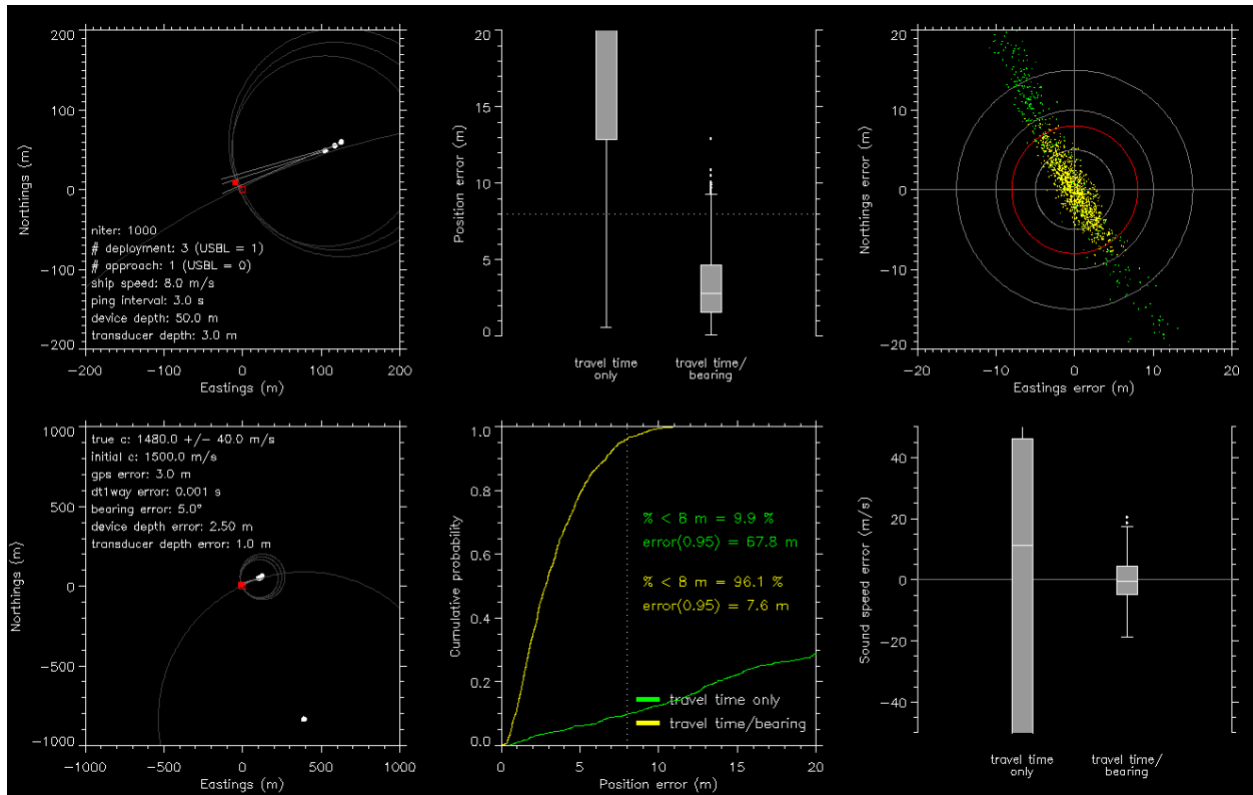 200
100
0
-100
-200
Northings (m)
niter: 1000
# deployment: 3 (USBL = 1)
# approach: 1 (USBL = 0)
ship speed: 8.0 m/s
ping interval: 3.0 s
device depth: 50.0 m
transducer depth: 3.0 m
-200 -100 0 100 200
Eastings (m)
20
15
10
5
0
Position error (m)
travel time
only
travel time/
bearing
20
10
0
-10
-20
Northings error (m)
-20 -10 0 10 20
Eastings error (m)
1000
500
0
-500
-1000
Northings (m)
true c: 1480.0 +/- 40.0 m/s
initial c: 1500.0 m/s
gps error: 3.0 m
dt1way error: 0.001 s
bearing error: 5.0°
device depth error: 2.50 m
transducer depth error: 1.0 m
-1000 -500 0 500 1000
Eastings (m)
1.0
0.8
0.6
0.4
0.2
0.0
Cumulative probability
% < 8 m = 9.9 %
error(0.95) = 67.8 m
% < 8 m = 96.1 %
error(0.95) = 7.6 m
travel time only
travel time/bearing
0 5 10 15 20
Position error (m)
40
20
0
-20
-40
Sound speed error (m/s)
travel time
only
travel time/
bearing